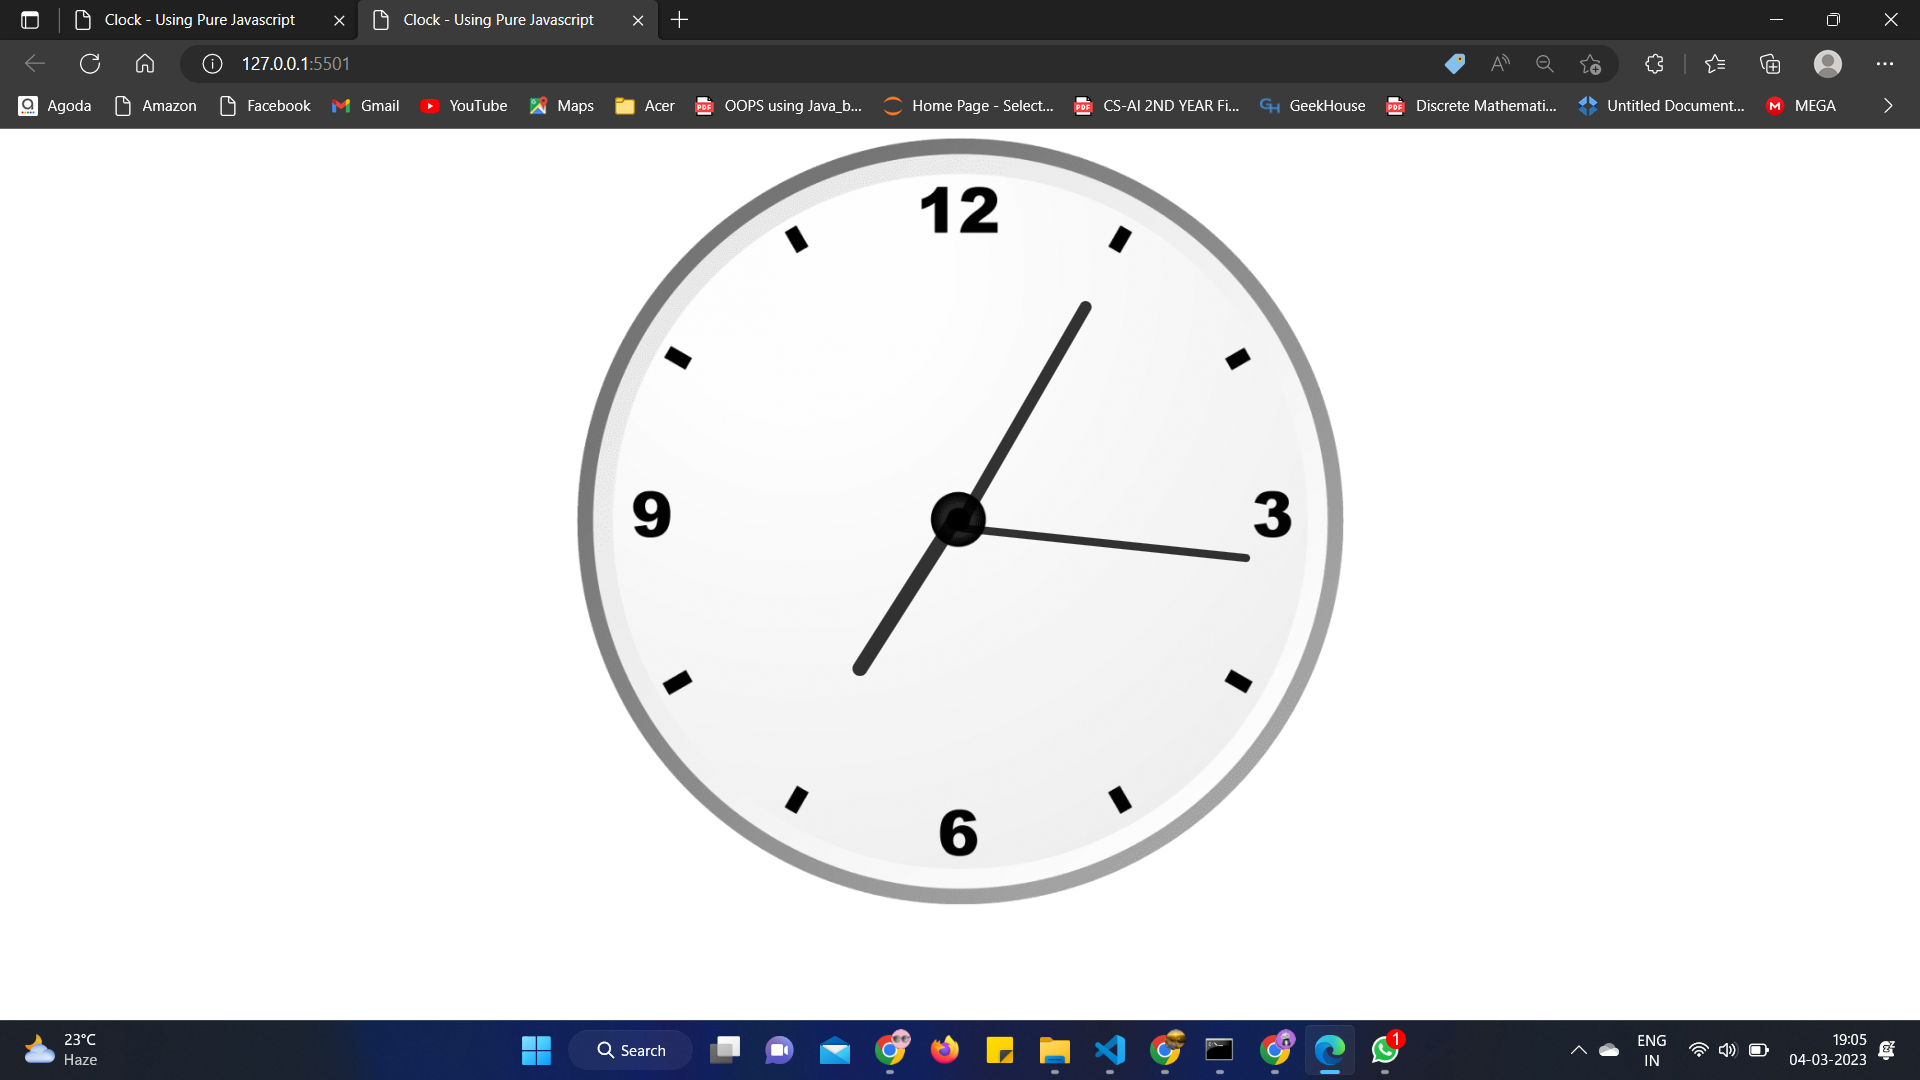 Clock - Using Pure Javascript
Clock - Using Pure Javascript
127.0.0.1:5501
Agoda
Amazon
Facebook
Gmail
YouTube
Maps
Acer
OOPS using Java_b...
Home Page - Select...
CS-AI 2ND YEAR Fi...
GeekHouse
Discrete Mathemati...
Untitled Document...
MEGA
12
9
3
6
23°C
Haze
Search
1
ENG
IN
19:05
04-03-2023